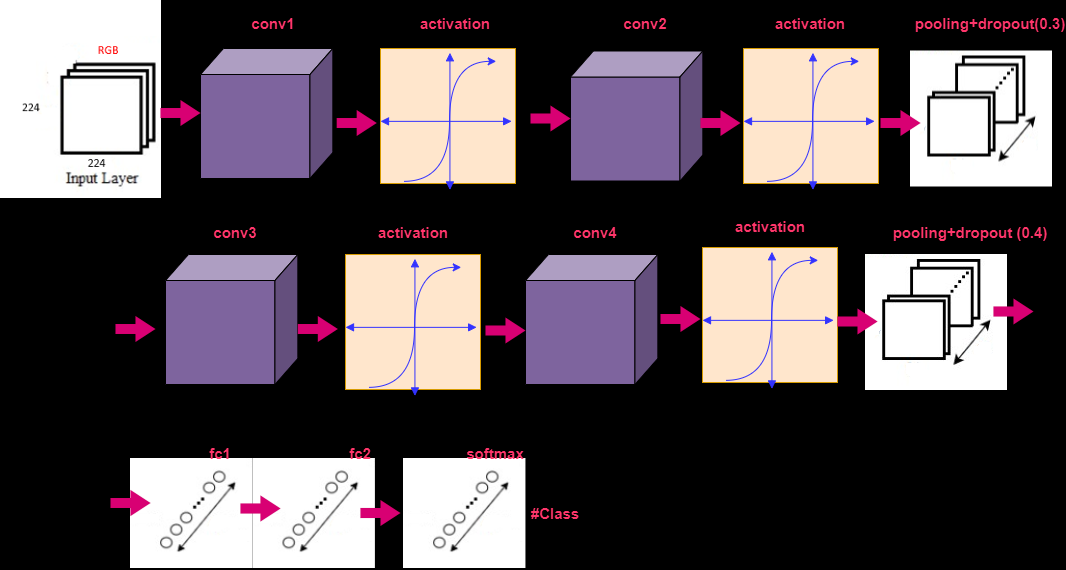 conv1
activation
conv2
activation
pooling+dropout(0.3)
RGB
224
224
Input Layer
conv3
activation
conv4
activation
pooling+dropout (0.4)
fc1
fc2
softmax
#Class